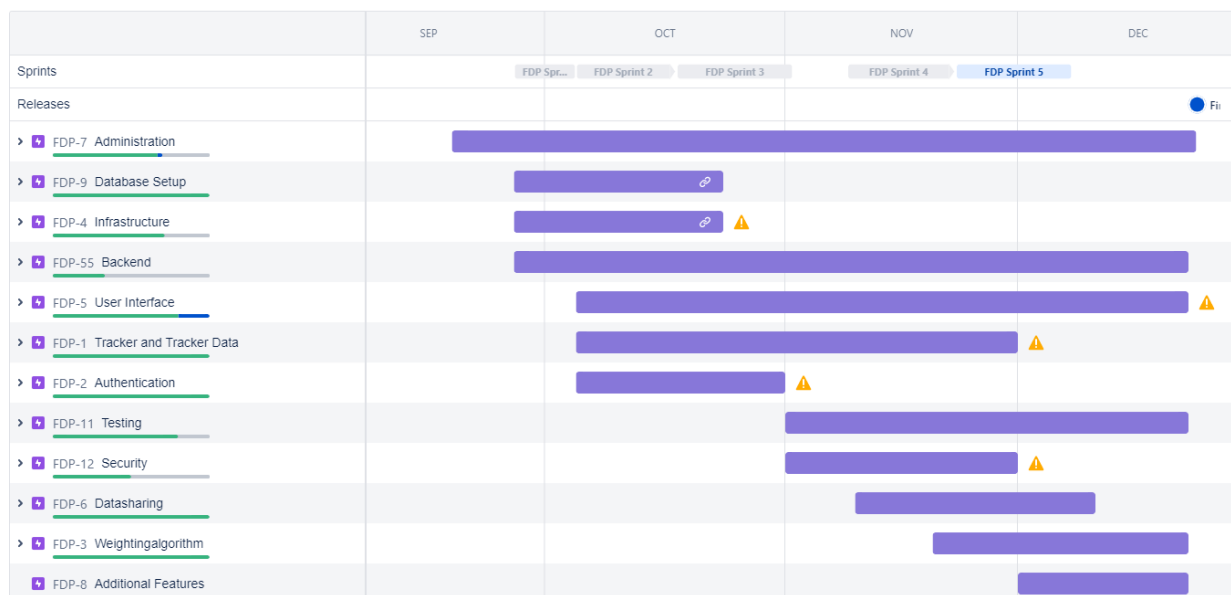 SEP OCT NOV DEC
Sprints FDP Spr... FDP Sprint 2 FDP Sprint 3 FDP Sprint 4 FDP Sprint 5
Releases
FDP-7 Administration
FDP-9 Database Setup
FDP-4 Infrastructure
FDP-55 Backend
FDP-5 User Interface
FDP-1 Tracker and Tracker Data
FDP-2 Authentication
FDP-11 Testing
FDP-12 Security
FDP-6 Datasharing
FDP-3 Weightingalgorithm
FDP-8 Additional Features